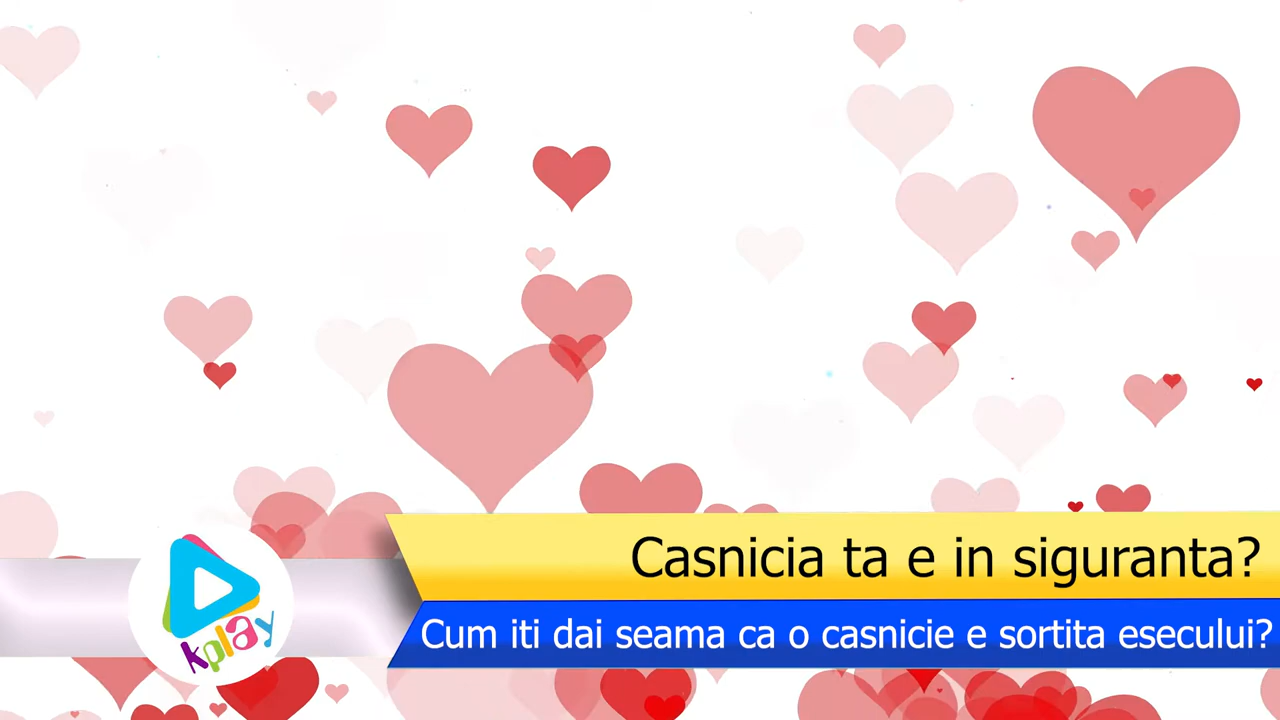 Casnicia ta e in siguranta?
Cum iti dai seama ca o casnicie e sortita esecului?
kplay